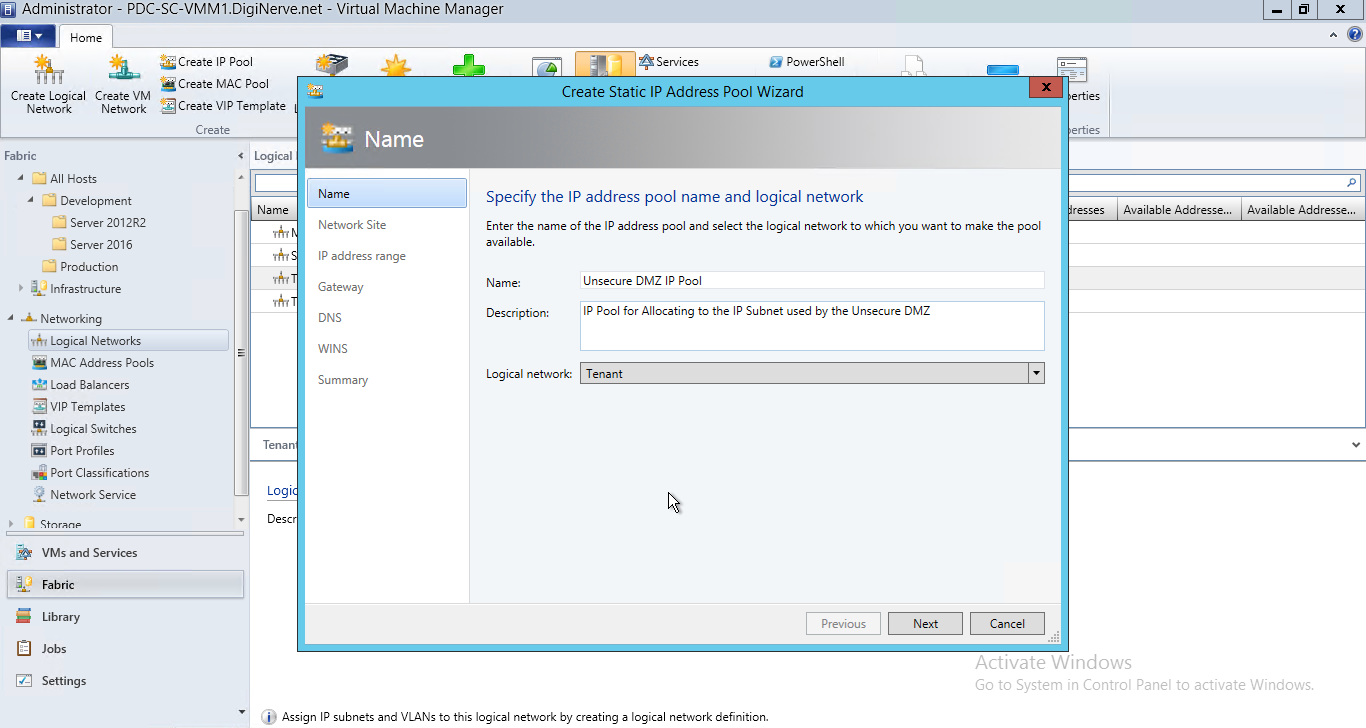 Administrator - PDC-SC-VMM1.DigiNerve.net - Virtual Machine Manager
Home
Create Logical Network
Create VM Network
Create IP Pool
Create MAC Pool
Create VIP Template
Create
Services
PowerShell
Fabric
All Hosts
Development
Server 2012R2
Server 2016
Production
Infrastructure
Networking
Logical Networks
MAC Address Pools
Load Balancers
VIP Templates
Logical Switches
Port Profiles
Port Classifications
Network Service
Storage
VMs and Services
Fabric
Library
Jobs
Settings
Logical
Name
Available Addresse...
Available Addresse...
Tenant
Create Static IP Address Pool Wizard
X
Name
Name
Network Site
IP address range
Gateway
DNS
WINS
Summary
Specify the IP address pool name and logical network
Enter the name of the IP address pool and select the logical network to which you want to make the pool
available.
Name: Unsecure DMZ IP Pool
Description: IP Pool for Allocating to the IP Subnet used by the Unsecure DMZ
Logical network: Tenant
Previous Next Cancel
Activate Windows
Go to System in Control Panel to activate Windows.
Assign IP subnets and VLANs to this logical network by creating a logical network definition.